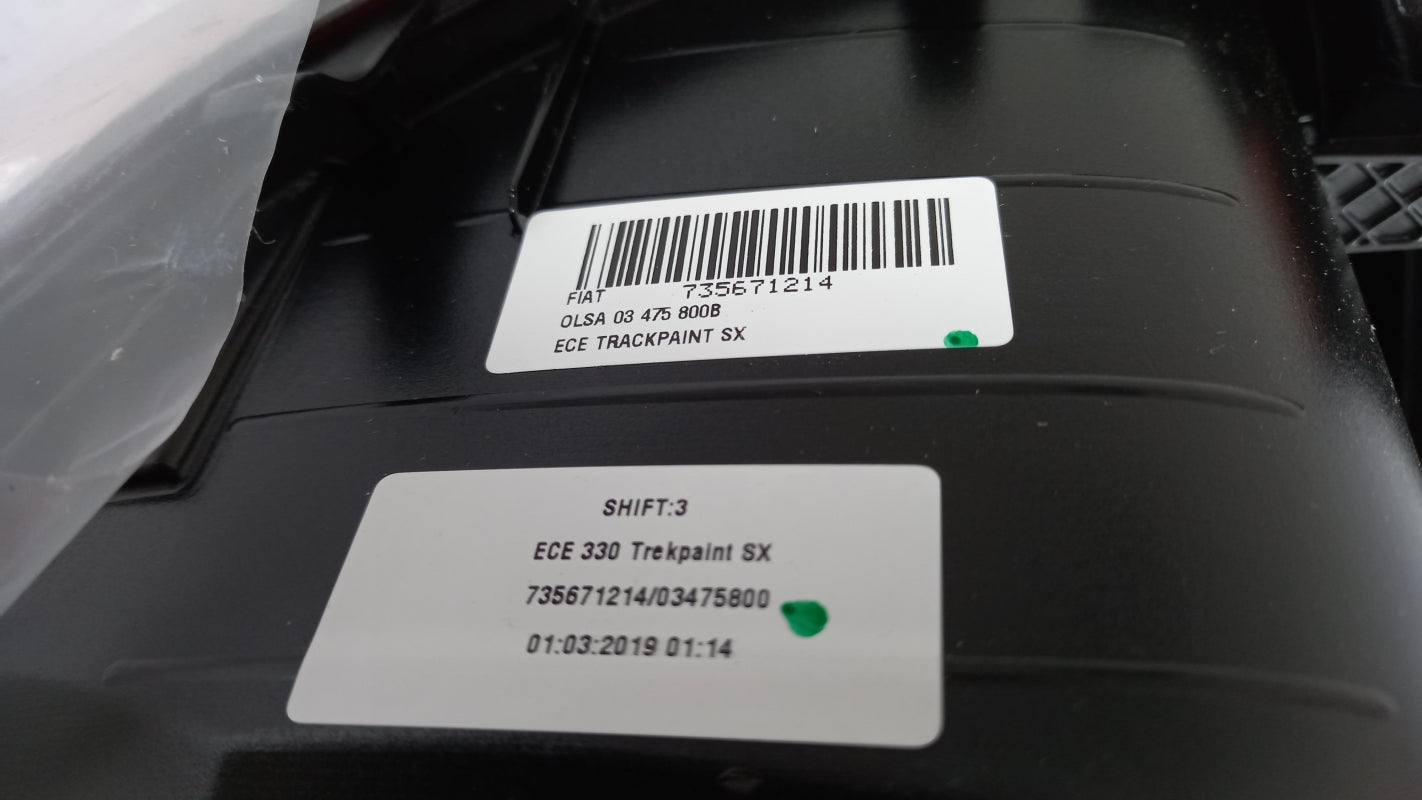 FIAT 735671214
OLSA 03 475 800B
ECE TRACKPAINT SX
SHIFT:3
ECE 330 Trekpaint SX
735671214/03475800
01:03:2019 01:14